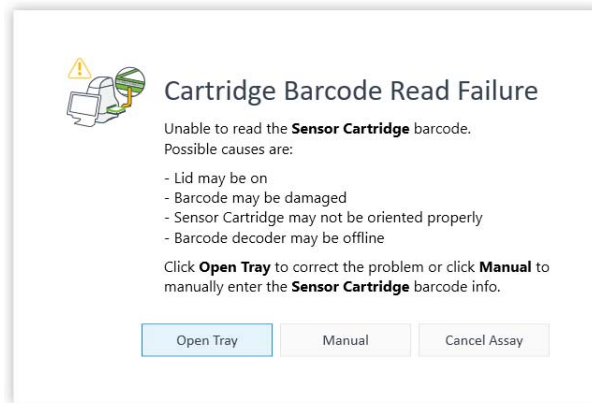 Cartridge Barcode Read Failure
Unable to read the Sensor Cartridge barcode.
Possible causes are:
- Lid may be on
- Barcode may be damaged
- Sensor Cartridge may not be oriented properly
- Barcode decoder may be offline
Click Open Tray to correct the problem or click Manual to
manually enter the Sensor Cartridge barcode info.
Open Tray
Manual
Cancel Assay